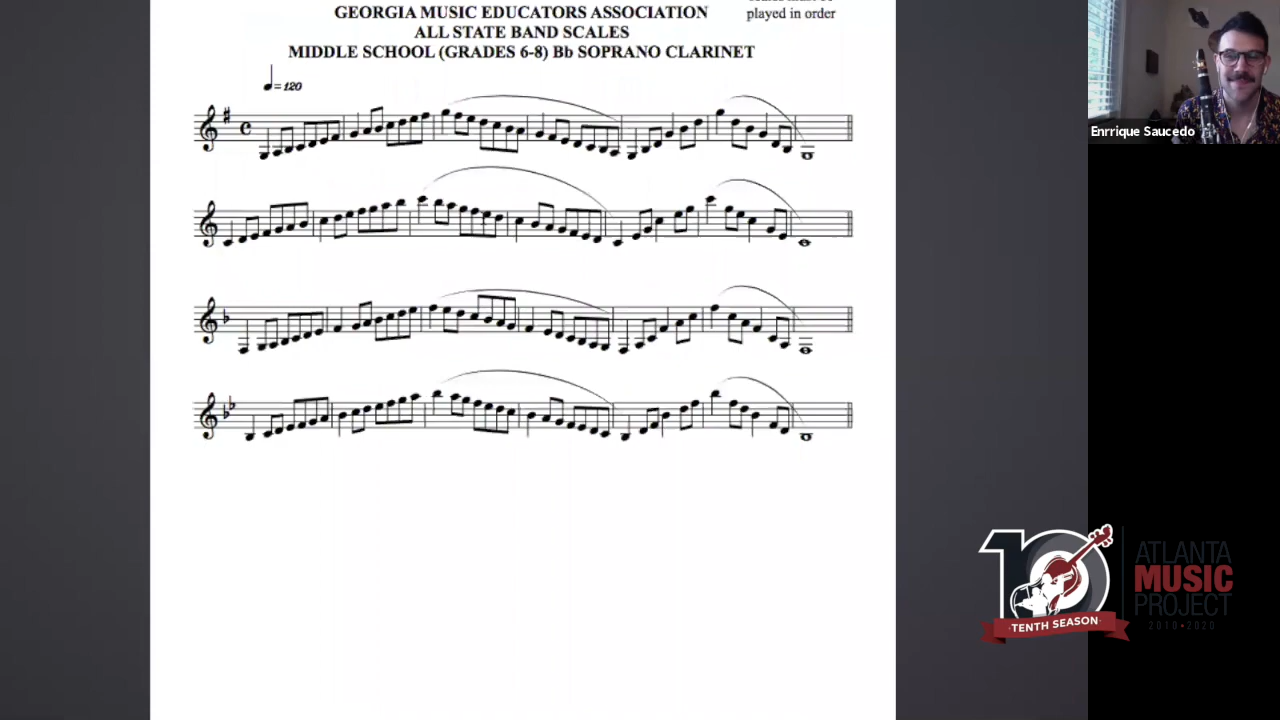 played in order
GEORGIA MUSIC EDUCATORS ASSOCIATION
ALL STATE BAND SCALES
MIDDLE SCHOOL (GRADES 6-8) Bb SOPRANO CLARINET
= 120
Enrrique Saucedo
10
TENTH SEASON
ATLANTA
MUSIC
PROJECT
2010•2020